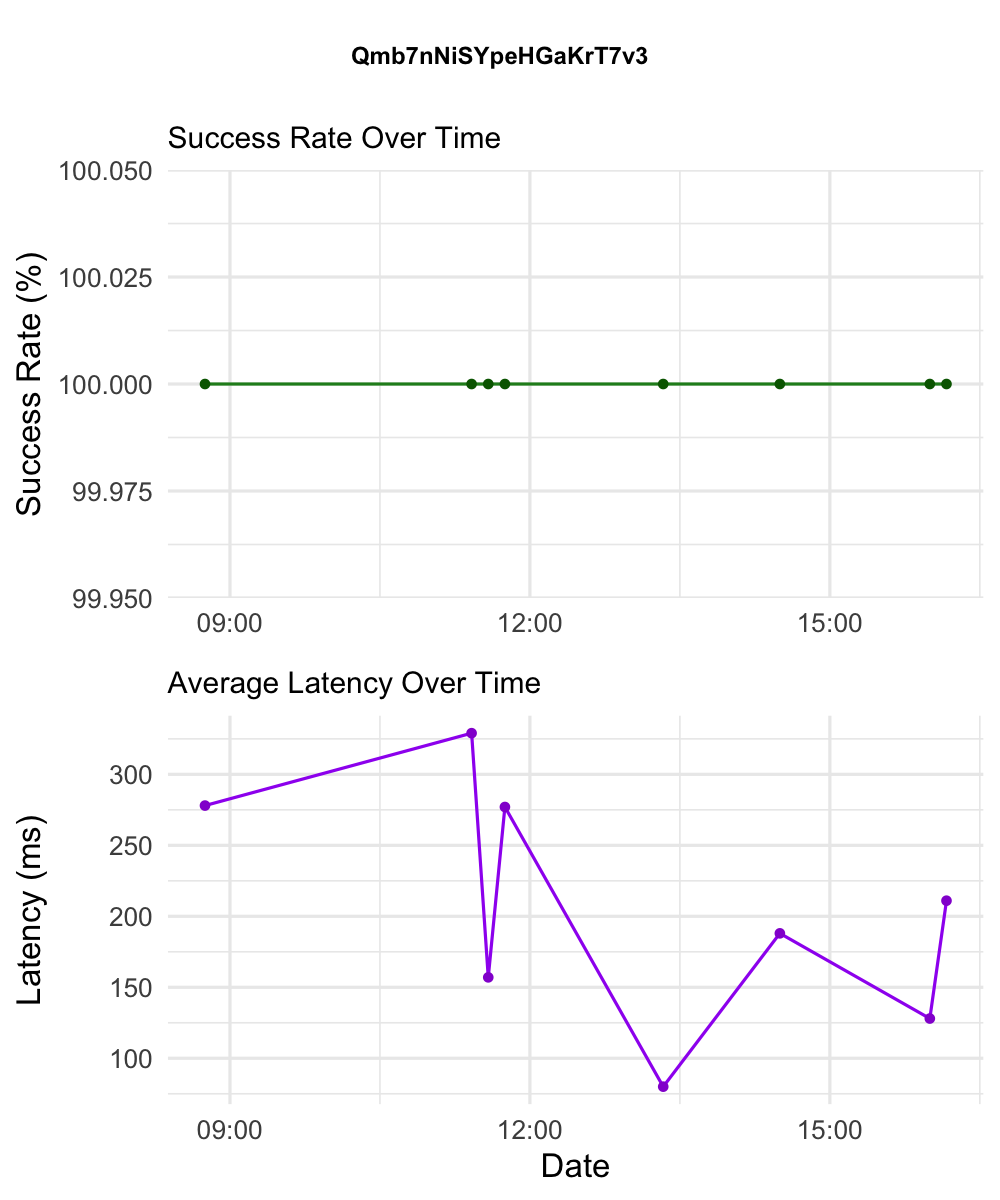 Qmb7nNiSYpeHGaKrT7v3
Success Rate Over Time
Success Rate (%)
100.050
100.025
100.000
99.975
99.950
09:00 12:00 15:00
Average Latency Over Time
Latency (ms)
300
250
200
150
100
09:00 12:00 15:00
Date